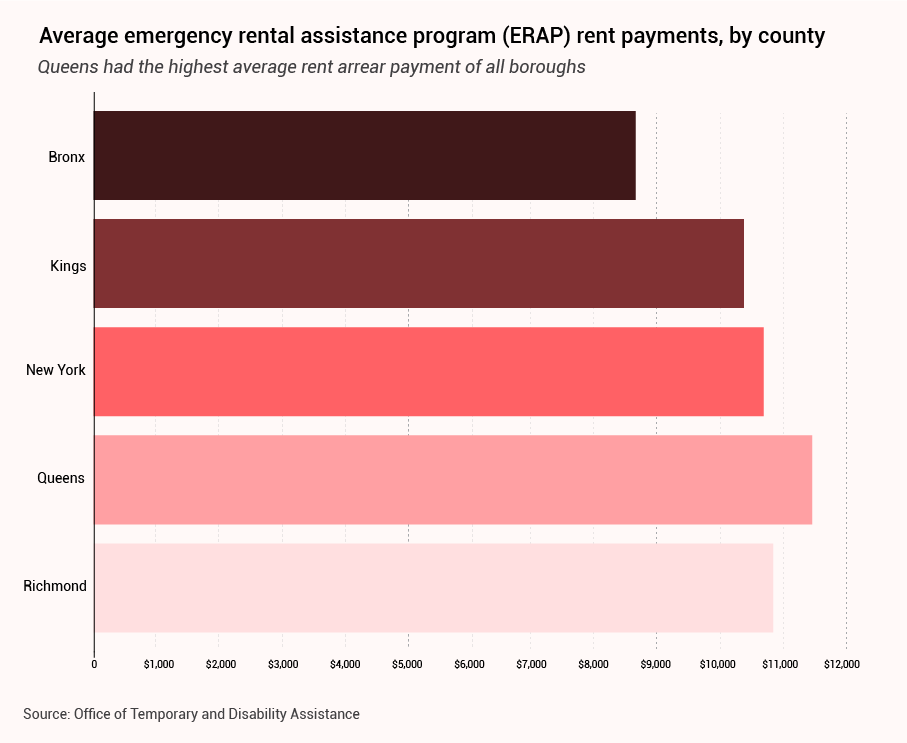 Average emergency rental assistance program (ERAP) rent payments, by county
Queens had the highest average rent arrear payment of all boroughs
Bronx
Kings
New York
Queens
Richmond
0 $1,000 $2,000 $3,000 $4,000 $5,000 $6,000 $7,000 $8,000 $9,000 $10,000 $11,000 $12,000
Source: Office of Temporary and Disability Assistance